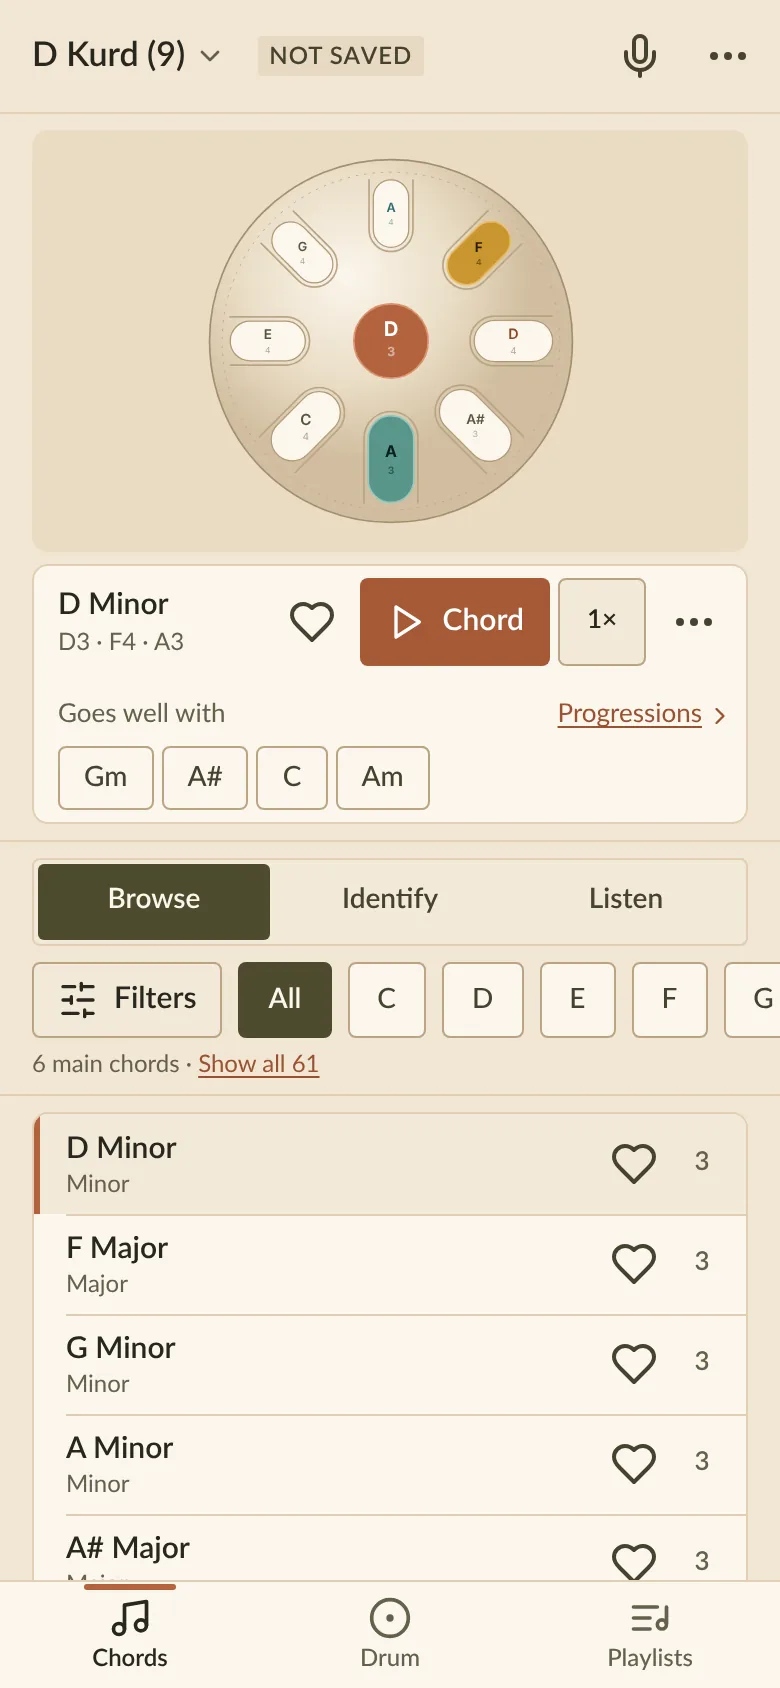 D Kurd (9) NOT SAVED
A
4
G
4
F
4
E
4
D
3
D
4
C
4
A#
3
A
3
D Minor
D3 · F4 · A3
Chord
1×
Goes well with
Progressions
Gm A# C Am
Browse Identify Listen
Filters All C D E F G
6 main chords · Show all 61
D Minor
Minor
3
F Major
Major
3
G Minor
Minor
3
A Minor
Minor
3
A# Major
3
Chords Drum Playlists